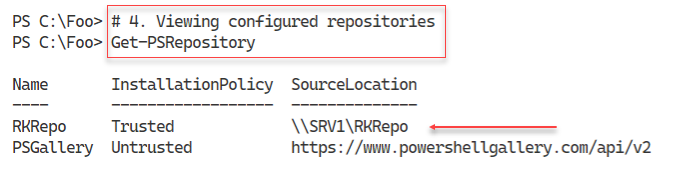 PS C:\Foo> # 4. Viewing configured repositories
PS C:\Foo> Get-PSRepository
Name InstallationPolicy SourceLocation
---- ------------------ --------------
RKRepo Trusted \\SRV1\RKRepo
PSGallery Untrusted https://www.powershellgallery.com/api/v2